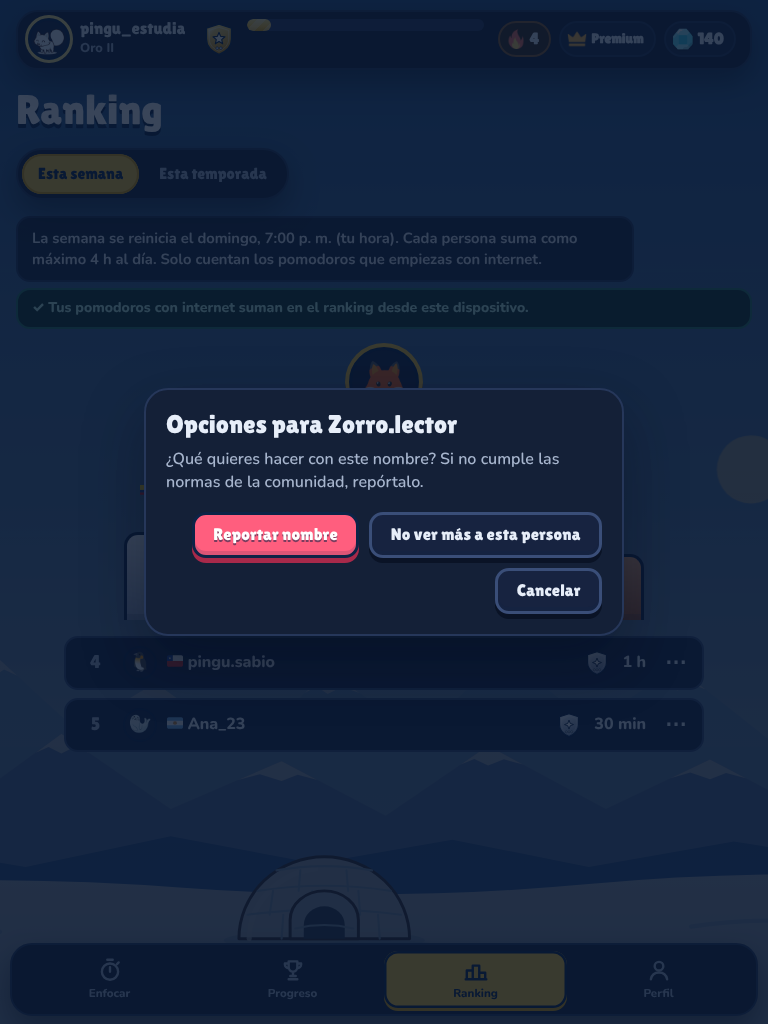 pingu_estudia
Oro II
4
Premium
140
Ranking
Esta semana
Esta temporada
La semana se reinicia el domingo, 7:00 p. m. (tu hora). Cada persona suma como
máximo 4 h al día. Solo cuentan los pomodoros que empiezas con internet.
✓ Tus pomodoros con internet suman en el ranking desde este dispositivo.
Opciones para Zorro.lector
¿Qué quieres hacer con este nombre? Si no cumple las
normas de la comunidad, repórtalo.
Reportar nombre
No ver más a esta persona
Cancelar
4 pingu.sabio 1 h ···
5 Ana_23 30 min ···
Enfocar
Progreso
Ranking
Perfil